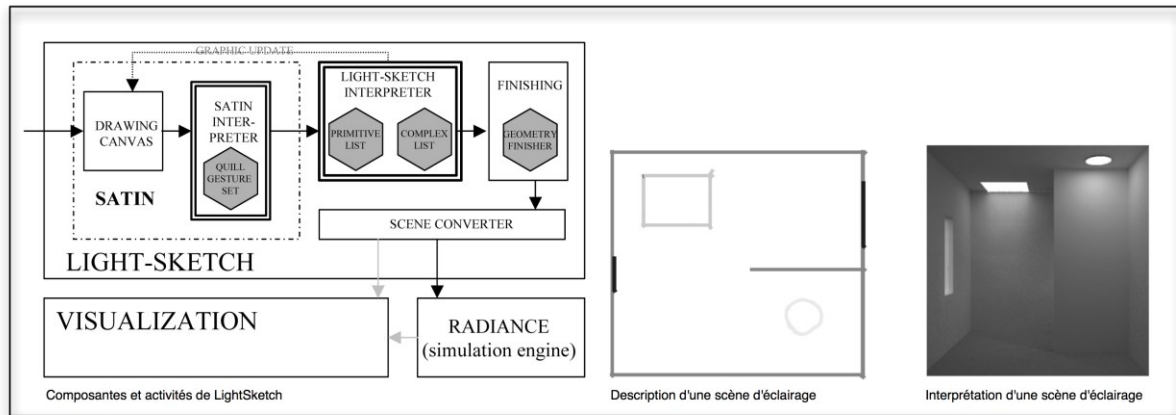 GRAPHIC UPDATE
DRAWING
CANVAS
SATIN
SATIN
INTER-
PRETER
QUILL
GESTURE
SET
LIGHT-SKETCH
INTERPRETER
PRIMITIVE
LIST
COMPLEX
LIST
FINISHING
GEOMETRY
FINISHER
SCENE CONVERTER
LIGHT-SKETCH
VISUALIZATION
RADIANCE
(simulation engine)
Composantes et activités de LightSketch
Description d'une scène d'éclairage
Interprétation d'une scène d'éclairage